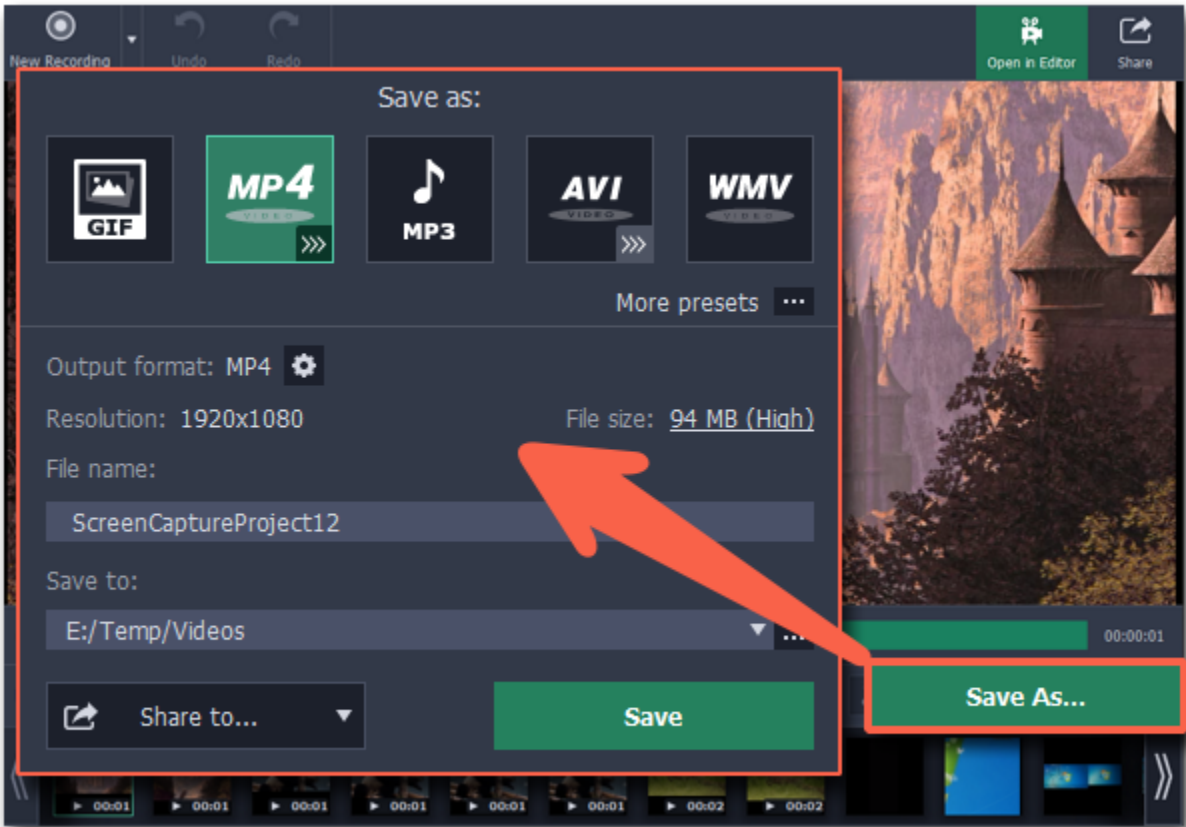 New Recording
Undo
Redo
Open in Editor
Share
Save as:
GIF
MP4
VIDEO
MP3
AVI
VIDEO
WMV
VIDEO
More presets ...
Output format: MP4
Resolution: 1920x1080
File size: 94 MB (High)
File name:
ScreenCaptureProject12
Save to:
E:/Temp/Videos
...
00:00:01
Share to...
Save
Save As...
00:01
00:01
00:01
00:01
00:01
00:02
00:02